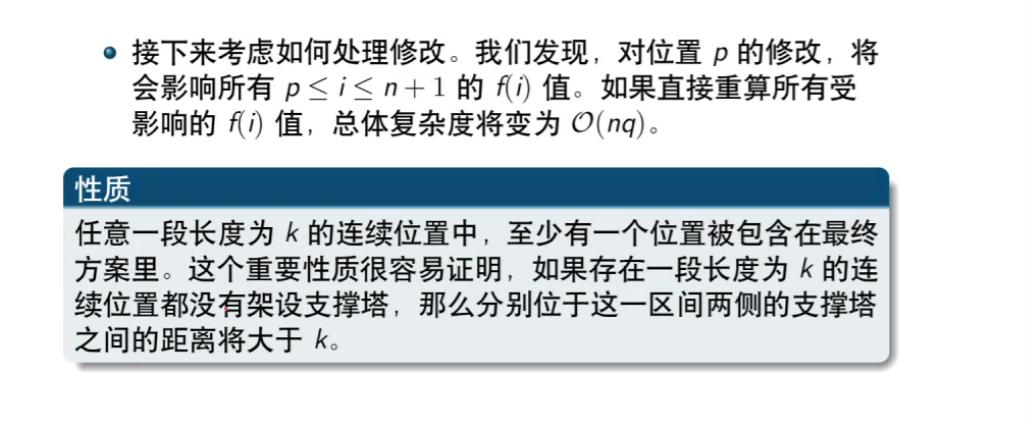 接下来考虑如何处理修改。我们发现，对位置 p 的修改，将
会影响所有 p ≤ i ≤ n + 1 的 f(i) 值。如果直接重算所有受
影响的 f(i) 值，总体复杂度将变为 O(nq)。
性质
任意一段长度为 k 的连续位置中，至少有一个位置被包含在最终
方案里。这个重要性质很容易证明，如果存在一段长度为 k 的连
续位置都没有架设支撑塔，那么分别位于这一区间两侧的支撑塔
之间的距离将大于 k。